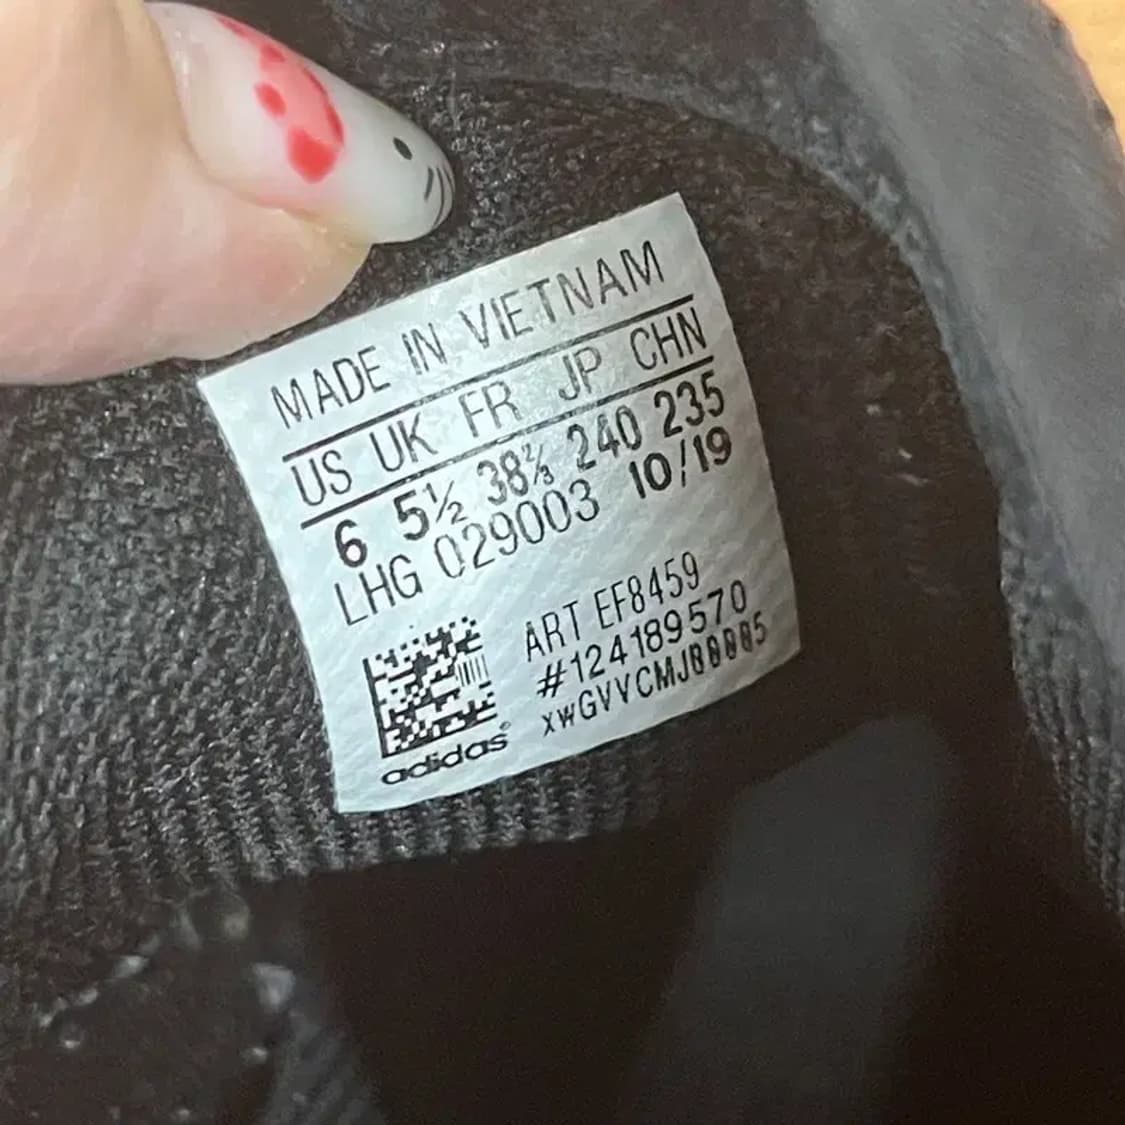 MADE IN VIETNAM
US UK FR JP CHN
6 5½ 38⅔ 240 235
LHG 029003 10/19
ART EF8459
#124189570
adidas®